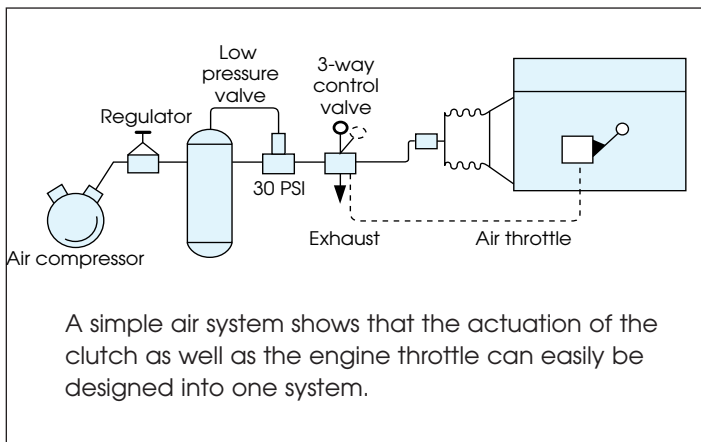 Low
pressure
valve
3-way
control
valve
Regulator
30 PSI
Exhaust
Air throttle
Air compressor
A simple air system shows that the actuation of the
clutch as well as the engine throttle can easily be
designed into one system.